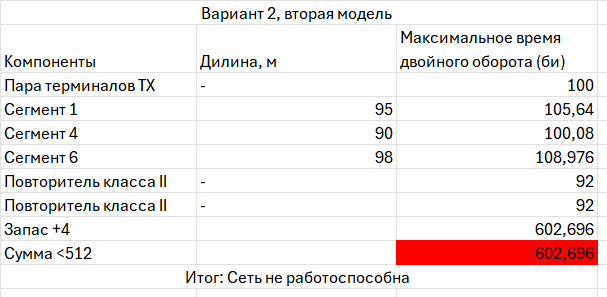 Вариант 2, вторая модель
Компоненты Дилина, м Максимальное время двойного оборота (би)
Пара терминалов TX - 100
Сегмент 1 95 105,64
Сегмент 4 90 100,08
Сегмент 6 98 108,976
Повторитель класса II - 92
Повторитель класса II - 92
Запас +4 602,696
Сумма <512 602,696
Итог: Сеть не работоспособна